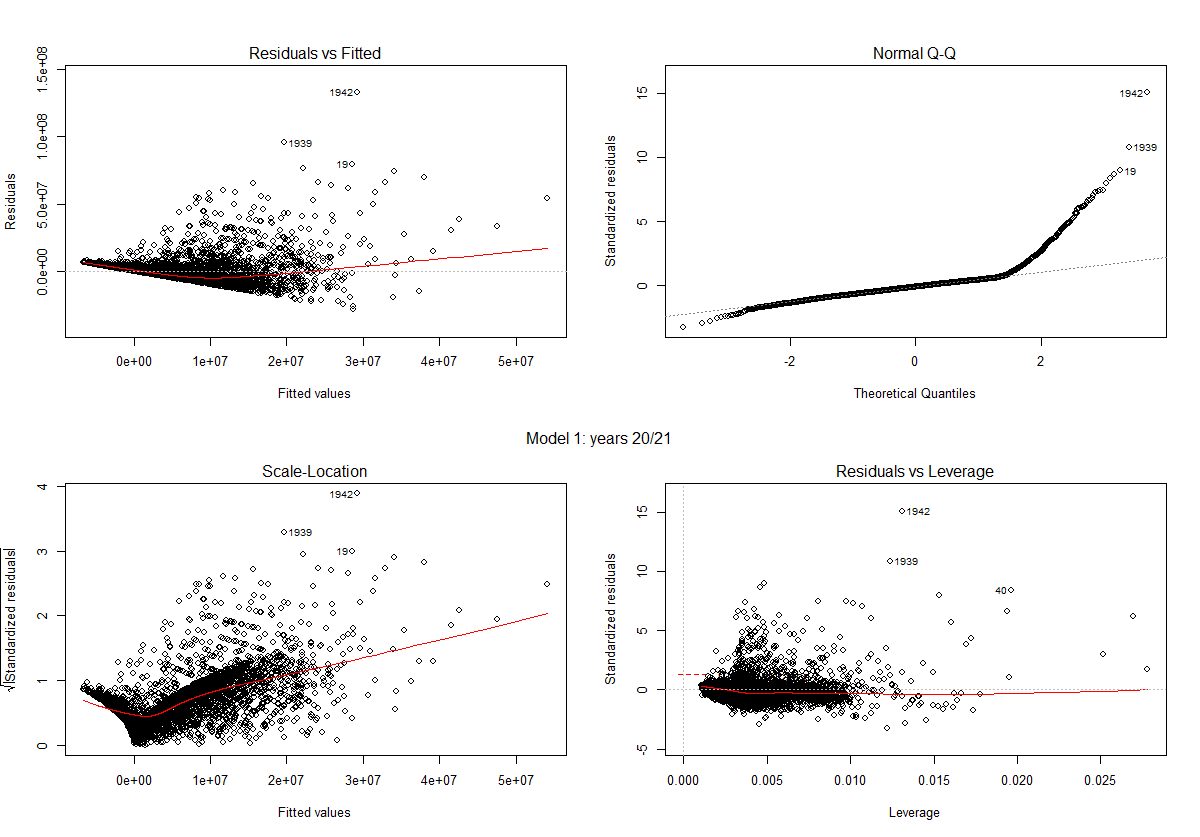 Residuals vs Fitted
Residuals
0.0e+00 5.0e+07 1.0e+08 1.5e+08
1942
1939
19
0e+00 1e+07 2e+07 3e+07 4e+07 5e+07
Fitted values
Normal Q-Q
Standardized residuals
0 5 10 15
1942
1939
19
-2 0 2
Theoretical Quantiles
Model 1: years 20/21
Scale-Location
√|Standardized residuals|
0 1 2 3 4
1942
1939
19
0e+00 1e+07 2e+07 3e+07 4e+07 5e+07
Fitted values
Residuals vs Leverage
Standardized residuals
-5 0 5 10 15
1942
1939
40
0.000 0.005 0.010 0.015 0.020 0.025
Leverage